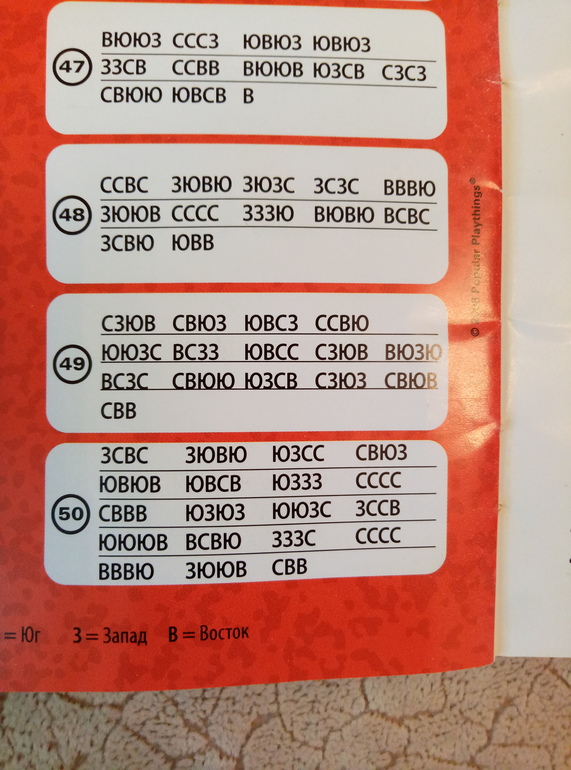 47
ВЮЮЗ СССЗ ЮВЮЗ ЮВЮЗ
ЗЗСВ ССВВ ВЮЮВ ЮЗСВ СЗСЗ
СВЮЮ ЮВСВ В
48
ССВС ЗЮВЮ ЗЮЗС ЗСЗС ВВВЮ
ЗЮЮВ СССС ЗЗЗЮ ВЮВЮ ВСВС
ЗСВЮ ЮВВ
49
СЗЮВ СВЮЗ ЮВСЗ ССВЮ
ЮЮЗС ВСЗЗ ЮВСС СЗЮВ ВЮЗЮ
ВСЗС СВЮЮ ЮЗСВ СЗЮЗ СВЮВ
СВВ
50
ЗСВС ЗЮВЮ ЮЗСС СВЮЗ
ЮВЮВ ЮВСВ ЮЗЗЗ СССС
СВВВ ЮЗЮЗ ЮЮЗС ЗССВ
ЮЮЮВ ВСВЮ ЗЗЗС СССС
ВВВЮ ЗЮЮВ СВВ
= Юг З = Запад В = Восток
Popular Playthings®